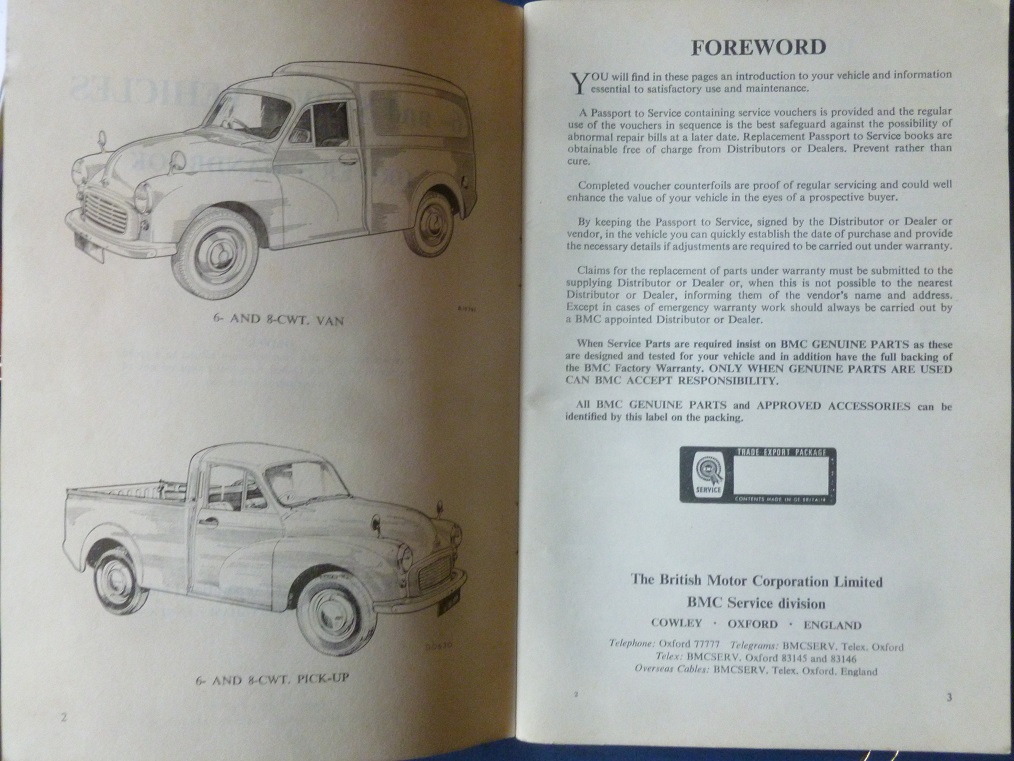 6- AND 8-CWT. VAN
6- AND 8-CWT. PICK-UP
2
FOREWORD
YOU will find in these pages an introduction to your vehicle and information
essential to satisfactory use and maintenance.
A Passport to Service containing service vouchers is provided and the regular
use of the vouchers in sequence is the best safeguard against the possibility of
abnormal repair bills at a later date. Replacement Passport to Service books are
obtainable free of charge from Distributors or Dealers. Prevent rather than
cure.
Completed voucher counterfoils are proof of regular servicing and could well
enhance the value of your vehicle in the eyes of a prospective buyer.
By keeping the Passport to Service, signed by the Distributor or Dealer or
vendor, in the vehicle you can quickly establish the date of purchase and provide
the necessary details if adjustments are required to be carried out under warranty.
Claims for the replacement of parts under warranty must be submitted to the
supplying Distributor or Dealer or, when this is not possible to the nearest
Distributor or Dealer, informing them of the vendor's name and address.
Except in cases of emergency warranty work should always be carried out by
a BMC appointed Distributor or Dealer.
When Service Parts are required insist on BMC GENUINE PARTS as these
are designed and tested for your vehicle and in addition have the full backing of
the BMC Factory Warranty. ONLY WHEN GENUINE PARTS ARE USED
CAN BMC ACCEPT RESPONSIBILITY.
All BMC GENUINE PARTS and APPROVED ACCESSORIES can be
identified by this label on the packing.
TRADE EXPORT PACKAGE
SERVICE
CONTENTS MADE IN GT. BRITAIN
The British Motor Corporation Limited
BMC Service division
COWLEY · OXFORD · ENGLAND
Telephone: Oxford 77777 Telegrams: BMCSERV, Telex, Oxford
Telex: BMCSERV, Oxford 83145 and 83146
Overseas Cables: BMCSERV, Telex, Oxford, England
3